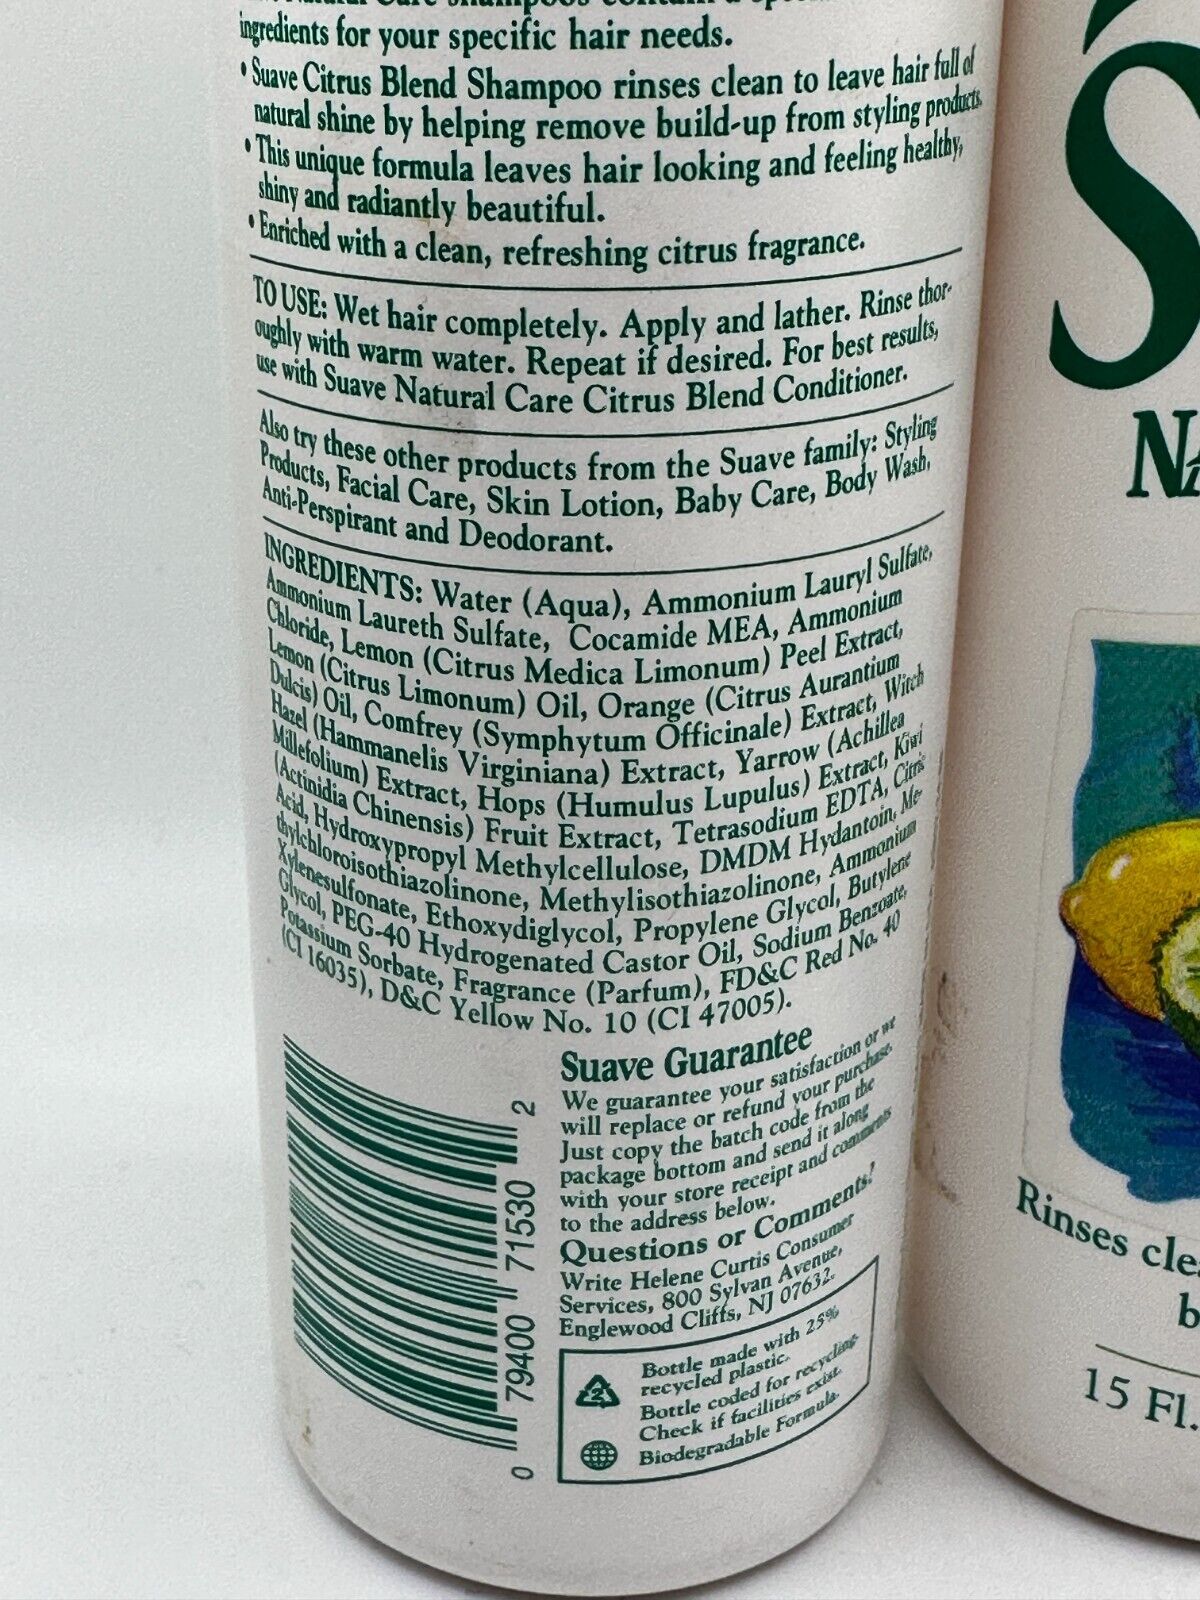 Natural Care shampoos contain a
ingredients for your specific hair needs.
• Suave Citrus Blend Shampoo rinses clean to leave hair full of
natural shine by helping remove build-up from styling products.
• This unique formula leaves hair looking and feeling healthy,
shiny and radiantly beautiful.
• Enriched with a clean, refreshing citrus fragrance.
TO USE: Wet hair completely. Apply and lather. Rinse thor-
oughly with warm water. Repeat if desired. For best results,
use with Suave Natural Care Citrus Blend Conditioner.
Also try these other products from the Suave family: Styling
Products, Facial Care, Skin Lotion, Baby Care, Body Wash,
Anti-Perspirant and Deodorant.
INGREDIENTS: Water (Aqua), Ammonium Lauryl Sulfate,
Ammonium Laureth Sulfate, Cocamide MEA, Ammonium
Chloride, Lemon (Citrus Medica Limonum) Peel Extract,
Lemon (Citrus Limonum) Oil, Orange (Citrus Aurantium
Dulcis) Oil, Comfrey (Symphytum Officinale) Extract, Witch
Hazel (Hammanelis Virginiana) Extract, Yarrow (Achillea
Millefolium) Extract, Hops (Humulus Lupulus) Extract, Kiwi
(Actinidia Chinensis) Fruit Extract, Tetrasodium EDTA, Citric
Acid, Hydroxypropyl Methylcellulose, DMDM Hydantoin, Me-
thylchloroisothiazolinone, Methylisothiazolinone, Ammonium
Xylenesulfonate, Ethoxydiglycol, Propylene Glycol, Butylene
Glycol, PEG-40 Hydrogenated Castor Oil, Sodium Benzoate,
Potassium Sorbate, Fragrance (Parfum), FD&C Red No. 40
(CI 16035), D&C Yellow No. 10 (CI 47005).
Suave Guarantee
We guarantee your satisfaction or we
will replace or refund your purchase.
Just copy the batch code from the
package bottom and send it along
with your store receipt and comments
to the address below.
Questions or Comments?
Write Helene Curtis Consumer
Services, 800 Sylvan Avenue,
Englewood Cliffs, NJ 07632.
2
Bottle made with 25%
recycled plastic.
Bottle coded for recycling.
Check if facilities exist.
Biodegradable Formula.
0 79400 71530 2
S
NA
Rinses clea
b
15 Fl.